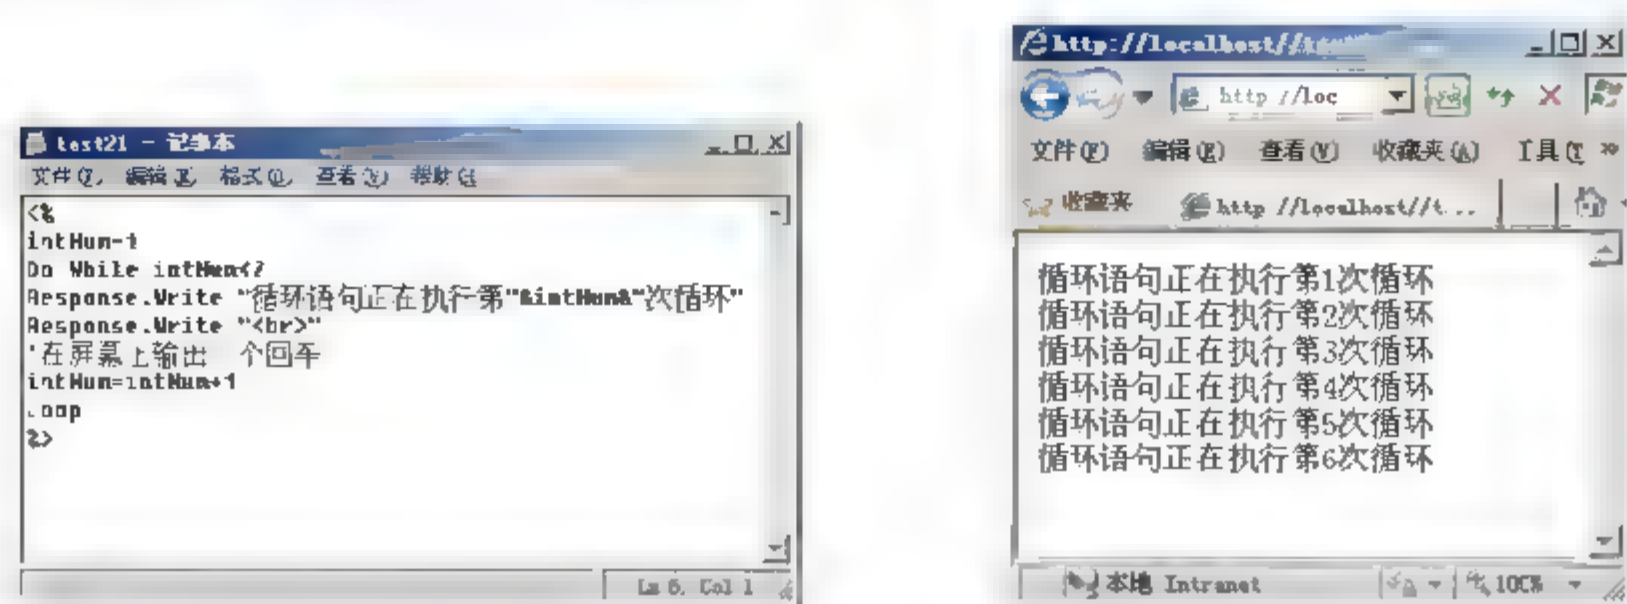 test21 - 记事本
文件(F) 编辑(E) 格式(O) 查看(V) 帮助(H)
<%
intNum=1
Do While intNum<7
Response.Write "循环语句正在执行第"&intNum&"次循环"
Response.Write "<br>"
'在屏幕上输出一个回车
intNum=intNum+1
Loop
%>
Ln 6, Col 1
http://localhost//
http://loc
文件(F) 编辑(E) 查看(V) 收藏夹(A) 工具(T »
收藏夹 http://localhost//t...
循环语句正在执行第1次循环
循环语句正在执行第2次循环
循环语句正在执行第3次循环
循环语句正在执行第4次循环
循环语句正在执行第5次循环
循环语句正在执行第6次循环
本地 Intranet 100%